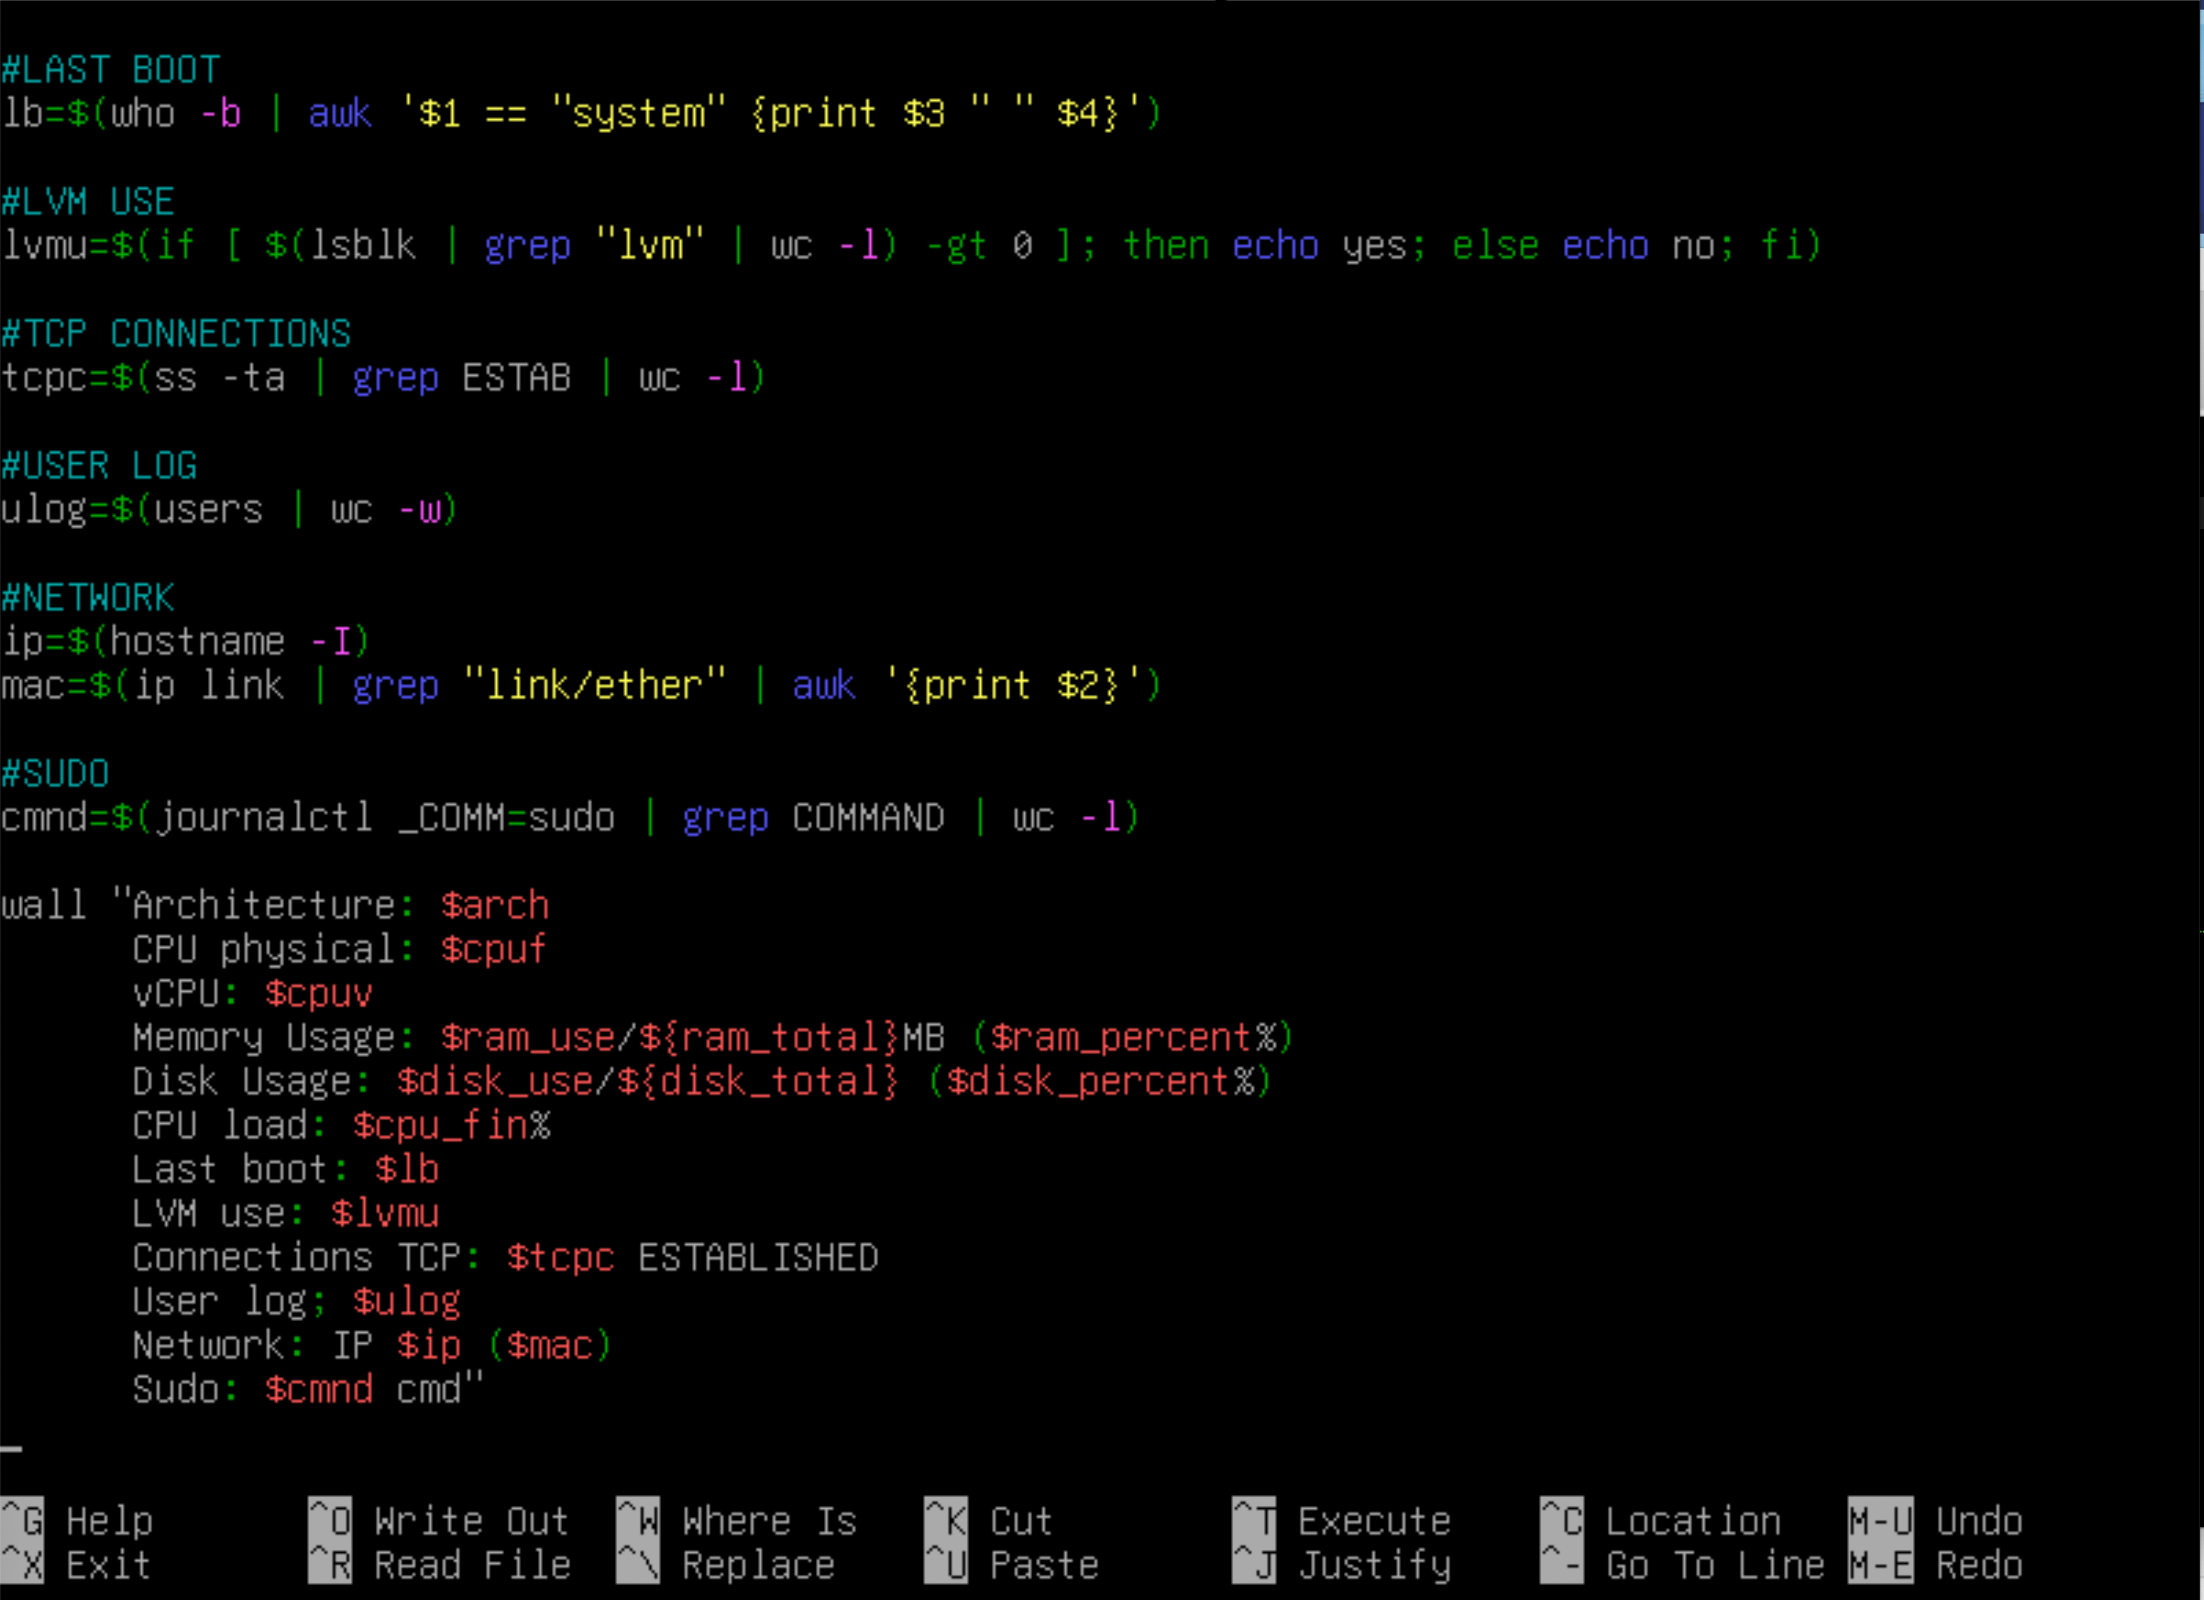 #LAST BOOT
lb=$(who -b | awk '$1 == "system" {print $3 " " $4}')
#LVM USE
lvmu=$(if [ $(lsblk | grep "lvm" | wc -l) -gt 0 ]; then echo yes; else echo no; fi)
#TCP CONNECTIONS
tcpc=$(ss -ta | grep ESTAB | wc -l)
#USER LOG
ulog=$(users | wc -w)
#NETWORK
ip=$(hostname -I)
mac=$(ip link | grep "link/ether" | awk '{print $2}')
#SUDO
cmnd=$(journalctl _COMM=sudo | grep COMMAND | wc -l)
wall "Architecture: $arch
CPU physical: $cpuf
vCPU: $cpuv
Memory Usage: $ram_use/${ram_total}MB ($ram_percent%)
Disk Usage: $disk_use/${disk_total} ($disk_percent%)
CPU load: $cpu_fin%
Last boot: $lb
LVM use: $lvmu
Connections TCP: $tcpc ESTABLISHED
User log; $ulog
Network: IP $ip ($mac)
Sudo: $cmnd cmd"
^G Help ^O Write Out ^W Where Is ^K Cut ^T Execute ^C Location M-U Undo
^X Exit ^R Read File ^\ Replace ^U Paste ^J Justify ^- Go To Line M-E Redo